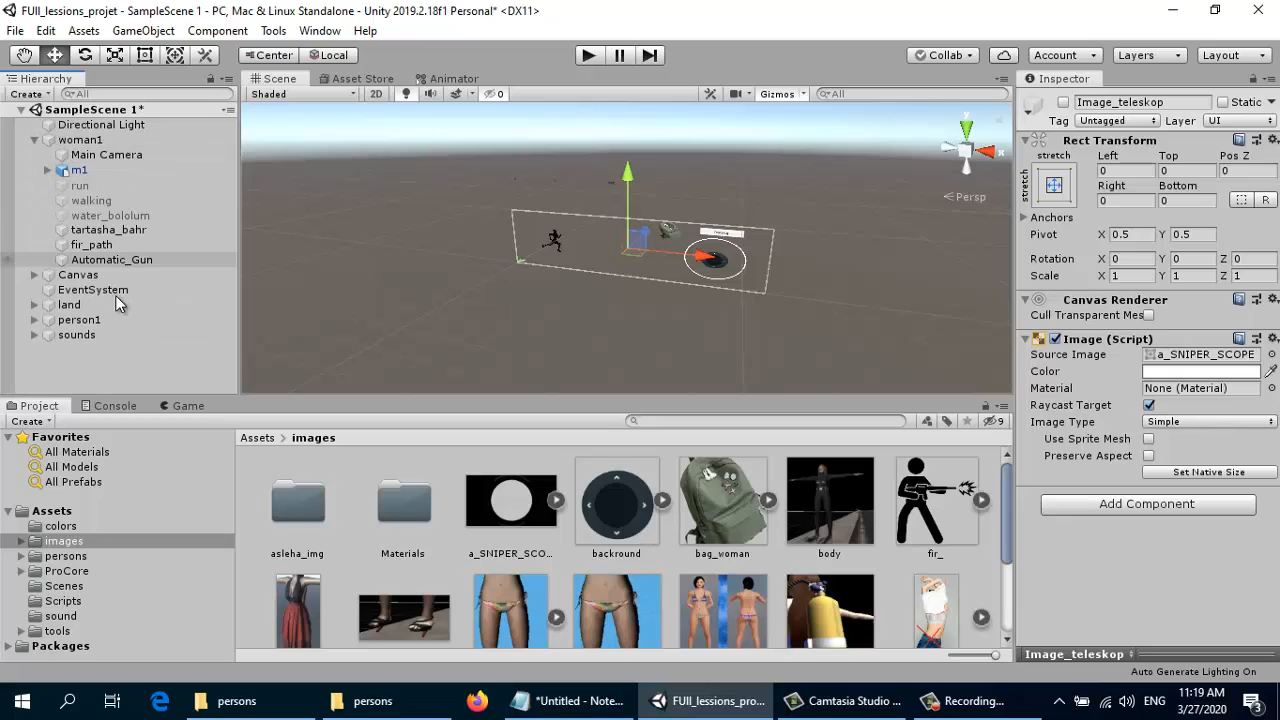 FUll_lessions_projet - SampleScene 1 - PC, Mac & Linux Standalone - Unity 2019.2.18f1 Personal* <DX11>
File Edit Assets GameObject Component Tools Window Help
Center Local Collab Account Layers Layout
Hierarchy Scene Asset Store Animator Inspector
Create All Shaded 2D 0 Gizmos All
SampleScene 1*
Directional Light
woman1
Main Camera
m1
run
walking
water_bololum
tartasha_bahr
fir_path
Automatic_Gun
Canvas
EventSystem
land
person1
sounds
x
Persp
Image_teleskop Static
Tag Untagged Layer UI
Rect Transform
stretch Left Top Pos Z
stretch 0 0 0
Right Bottom
0 0 R
Anchors
Pivot X 0.5 Y 0.5
Rotation X 0 Y 0 Z 0
Scale X 1 Y 1 Z 1
Canvas Renderer
Cull Transparent Mes
Image (Script)
Source Image a_SNIPER_SCOPE
Color
Material None (Material)
Raycast Target
Image Type Simple
Use Sprite Mesh
Preserve Aspect
Set Native Size
Add Component
Image_teleskop
Project Console Game
Create 9
Favorites
All Materials
All Models
All Prefabs
Assets
colors
images
persons
ProCore
Scenes
Scripts
sound
tools
Packages
Assets images
asleha_img Materials a_SNIPER_SCO... backround bag_woman body fir_
Auto Generate Lighting On
persons persons *Untitled - Note... FUll_lessions_pro... Camtasia Studio ... Recording... ENG 11:19 AM 3/27/2020 3